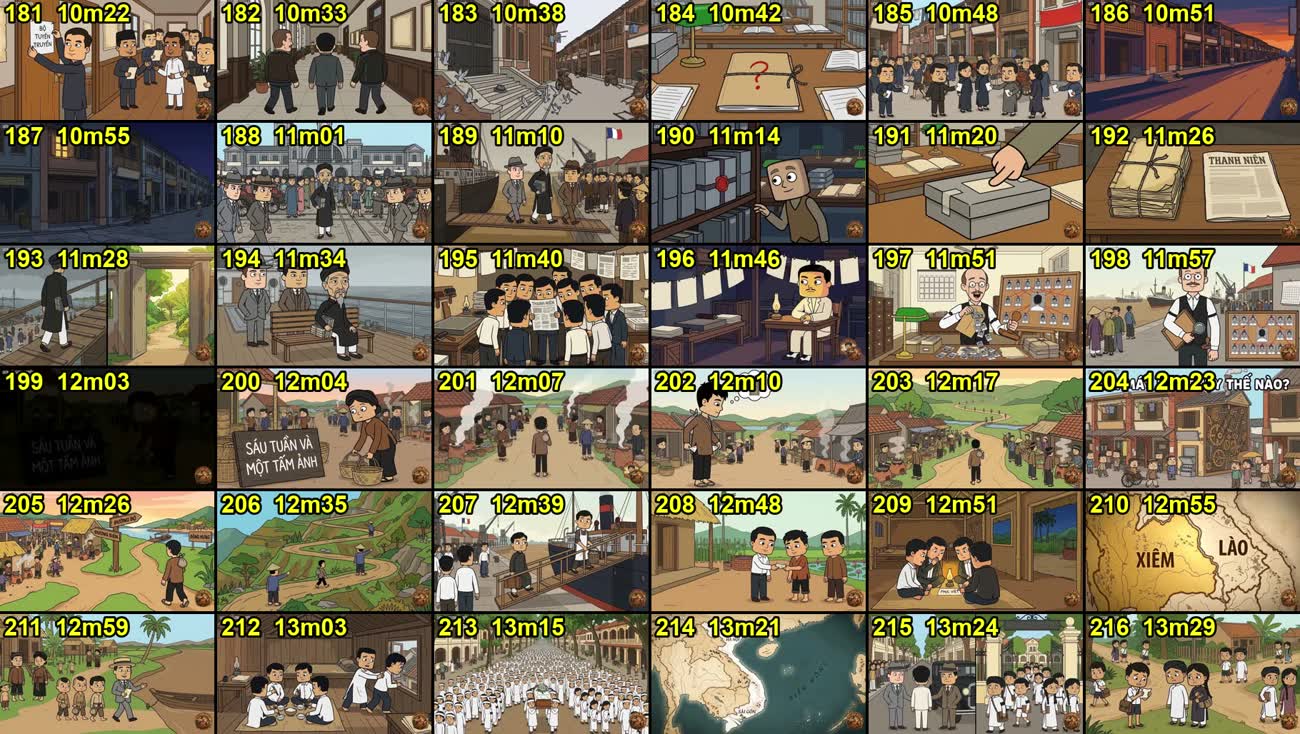 181 10m22
BỘ
TUYÊN
TRUYỀN
182 10m33
183 10m38
184 10m42
?
185 10m48
186 10m51
187 10m55
188 11m01
189 11m10
190 11m14
191 11m20
192 11m26
THANH NIÊN
193 11m28
194 11m34
195 11m40
THANH NIÊN
196 11m46
197 11m51
198 11m57
199 12m03
SÁU TUẦN VÀ
MỘT TẤM ẢNH
200 12m04
SÁU TUẦN VÀ
MỘT TẤM ẢNH
201 12m07
202 12m10
203 12m17
204 12m23
THẾ NÀO?
205 12m26
206 12m35
207 12m39
208 12m48
209 12m51
210 12m55
XIÊM
LÀO
211 12m59
212 13m03
213 13m15
214 13m21
SÀI GÒN
215 13m24
216 13m29